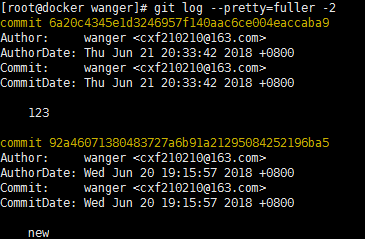 [root@docker wanger]# git log --pretty=fuller -2
commit 6a20c4345e1d3246957f140aac6ce004eaccaba9
Author:     wanger <cxf210210@163.com>
AuthorDate: Thu Jun 21 20:33:42 2018 +0800
Commit:     wanger <cxf210210@163.com>
CommitDate: Thu Jun 21 20:33:42 2018 +0800
123
commit 92a46071380483727a6b91a21295084252196ba5
Author:     wanger <cxf210210@163.com>
AuthorDate: Wed Jun 20 19:15:57 2018 +0800
Commit:     wanger <cxf210210@163.com>
CommitDate: Wed Jun 20 19:15:57 2018 +0800
new